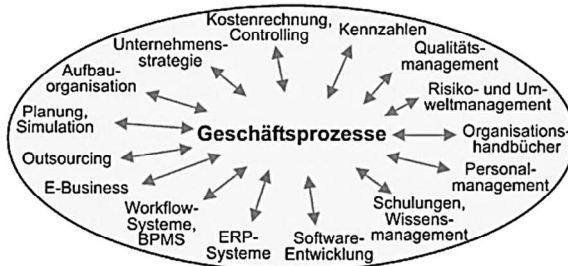 Kostenrechnung,
Controlling
Kennzahlen
Unternehmens-
strategie
Qualitäts-
management
Aufbau-
organisation
Risiko- und Um-
weltmanagement
Planung,
Simulation
Geschäftsprozesse
Organisations-
handbücher
Outsourcing
Personal-
management
E-Business
Schulungen,
Wissens-
management
Workflow-
Systeme,
BPMS
ERP-
Systeme
Software-
Entwicklung